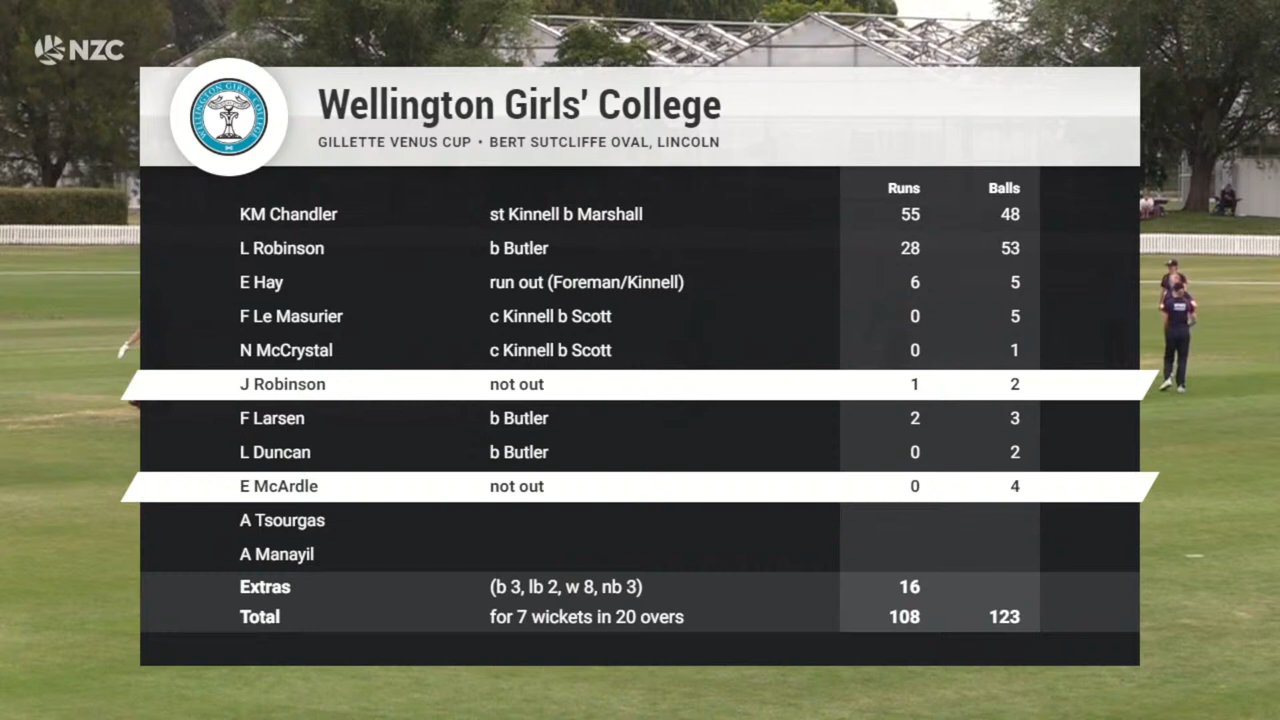 NZC
WELLINGTON GIRLS' COLLEGE
Wellington Girls' College
GILLETTE VENUS CUP • BERT SUTCLIFFE OVAL, LINCOLN
Runs Balls
KM Chandler st Kinnell b Marshall 55 48
L Robinson b Butler 28 53
E Hay run out (Foreman/Kinnell) 6 5
F Le Masurier c Kinnell b Scott 0 5
N McCrystal c Kinnell b Scott 0 1
J Robinson not out 1 2
F Larsen b Butler 2 3
L Duncan b Butler 0 2
E McArdle not out 0 4
A Tsourgas
A Manayil
Extras (b 3, lb 2, w 8, nb 3) 16
Total for 7 wickets in 20 overs 108 123